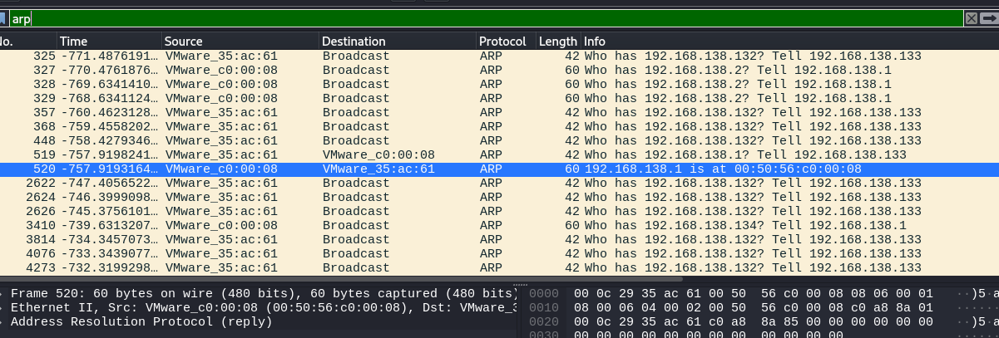 arp
No. Time Source Destination Protocol Length Info
325 -771.4876191… VMware_35:ac:61 Broadcast ARP 42 Who has 192.168.138.132? Tell 192.168.138.133
327 -770.4761876… VMware_c0:00:08 Broadcast ARP 60 Who has 192.168.138.2? Tell 192.168.138.1
328 -769.6341410… VMware_c0:00:08 Broadcast ARP 60 Who has 192.168.138.2? Tell 192.168.138.1
329 -768.6341124… VMware_c0:00:08 Broadcast ARP 60 Who has 192.168.138.2? Tell 192.168.138.1
357 -760.4623128… VMware_35:ac:61 Broadcast ARP 42 Who has 192.168.138.132? Tell 192.168.138.133
368 -759.4558202… VMware_35:ac:61 Broadcast ARP 42 Who has 192.168.138.132? Tell 192.168.138.133
448 -758.4279346… VMware_35:ac:61 Broadcast ARP 42 Who has 192.168.138.132? Tell 192.168.138.133
519 -757.9198241… VMware_35:ac:61 VMware_c0:00:08 ARP 42 Who has 192.168.138.1? Tell 192.168.138.133
520 -757.9193164… VMware_c0:00:08 VMware_35:ac:61 ARP 60 192.168.138.1 is at 00:50:56:c0:00:08
2622 -747.4056522… VMware_35:ac:61 Broadcast ARP 42 Who has 192.168.138.132? Tell 192.168.138.133
2624 -746.3999098… VMware_35:ac:61 Broadcast ARP 42 Who has 192.168.138.132? Tell 192.168.138.133
2626 -745.3756101… VMware_35:ac:61 Broadcast ARP 42 Who has 192.168.138.132? Tell 192.168.138.133
3410 -739.6313207… VMware_c0:00:08 Broadcast ARP 60 Who has 192.168.138.134? Tell 192.168.138.1
3814 -734.3457073… VMware_35:ac:61 Broadcast ARP 42 Who has 192.168.138.132? Tell 192.168.138.133
4076 -733.3439077… VMware_35:ac:61 Broadcast ARP 42 Who has 192.168.138.132? Tell 192.168.138.133
4273 -732.3199298… VMware_35:ac:61 Broadcast ARP 42 Who has 192.168.138.132? Tell 192.168.138.133
Frame 520: 60 bytes on wire (480 bits), 60 bytes captured (480 bits)
Ethernet II, Src: VMware_c0:00:08 (00:50:56:c0:00:08), Dst: VMware_3
Address Resolution Protocol (reply)
0000 00 0c 29 35 ac 61 00 50 56 c0 00 08 08 06 00 01 ··)5·a
0010 08 00 06 04 00 02 00 50 56 c0 00 08 c0 a8 8a 01 ······
0020 00 0c 29 35 ac 61 c0 a8 8a 85 00 00 00 00 00 00 ··)5·a
0030 00 00 00 00 00 00 00 00 00 00 00 00